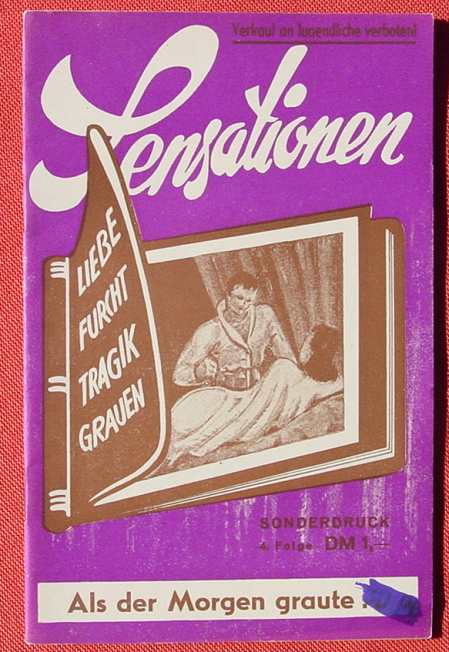 Verkauf an Jugendliche verboten!
Sensationen
LIEBE
FURCHT
TRAGIK
GRAUEN
SONDERDRUCK
4. Folge DM 1,—
Als der Morgen graute